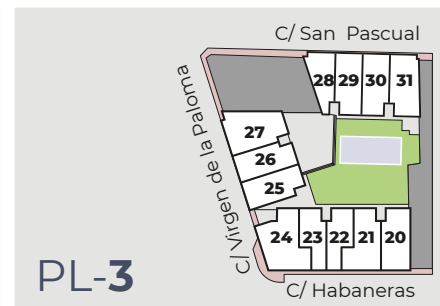 C/ San Pascual
28 29 30 31
C/ Virgen de la Paloma
27
26
25
24 23 22 21 20
PL-3
C/ Habaneras